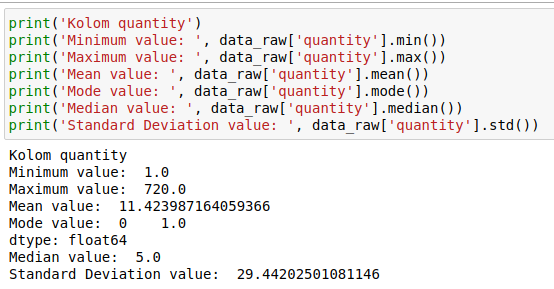 print('Kolom quantity')
print('Minimum value: ', data_raw['quantity'].min())
print('Maximum value: ', data_raw['quantity'].max())
print('Mean value: ', data_raw['quantity'].mean())
print('Mode value: ', data_raw['quantity'].mode())
print('Median value: ', data_raw['quantity'].median())
print('Standard Deviation value: ', data_raw['quantity'].std())
Kolom quantity
Minimum value:  1.0
Maximum value:  720.0
Mean value:  11.423987164059366
Mode value:  0    1.0
dtype: float64
Median value:  5.0
Standard Deviation value:  29.44202501081146